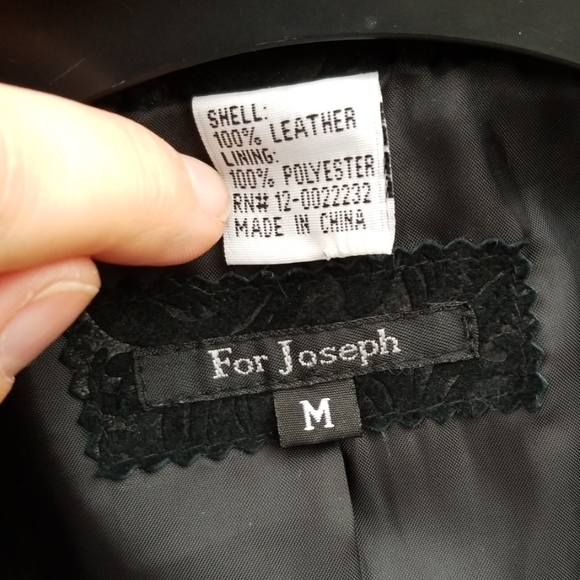 SHELL:
100% LEATHER
LINING:
100% POLYESTER
RN# 12-0022232
MADE IN CHINA
For Joseph
M